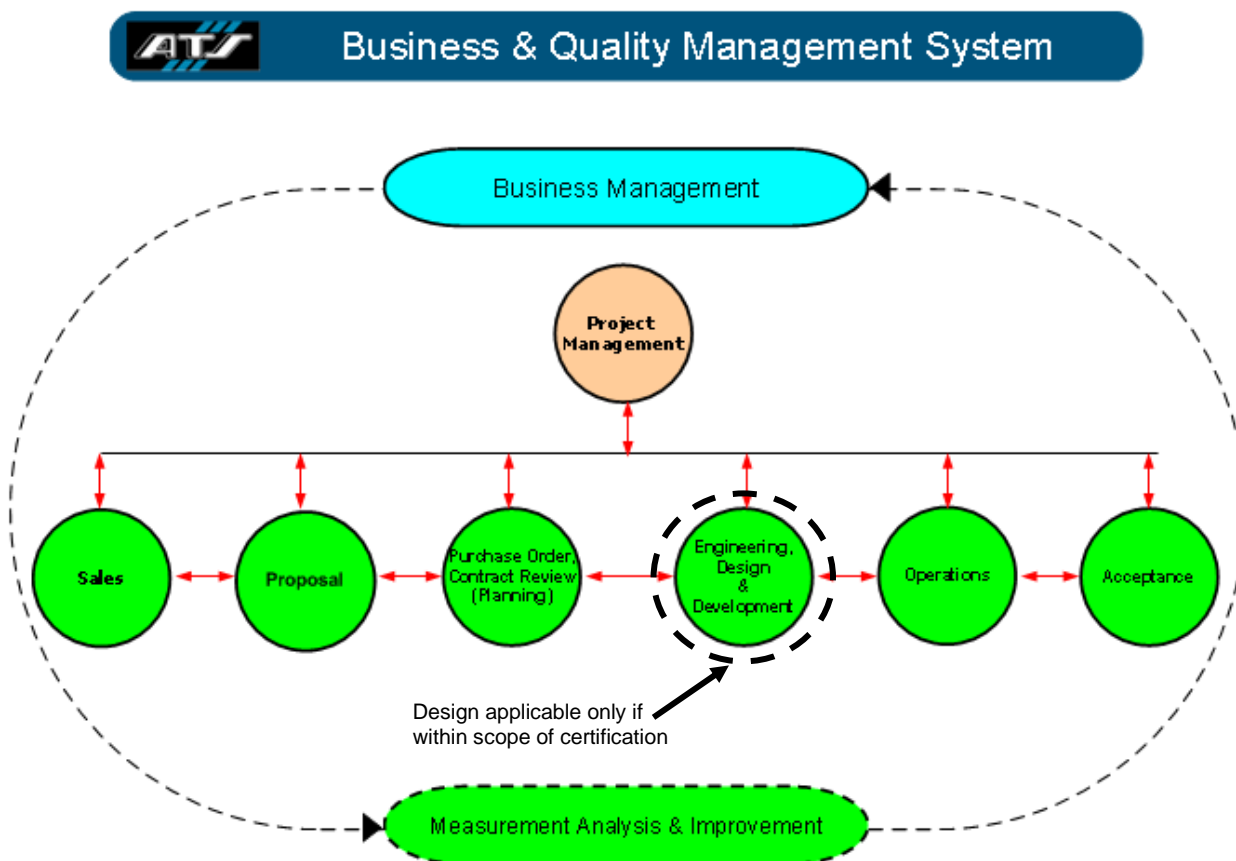 ATS
Business & Quality Management System
Business Management
Project
Management
Sales
Proposal
Purchase Order,
Contract Review
(Planning)
Engineering,
Design
&
Development
Operations
Acceptance
Design applicable only if
within scope of certification
Measurement Analysis & Improvement